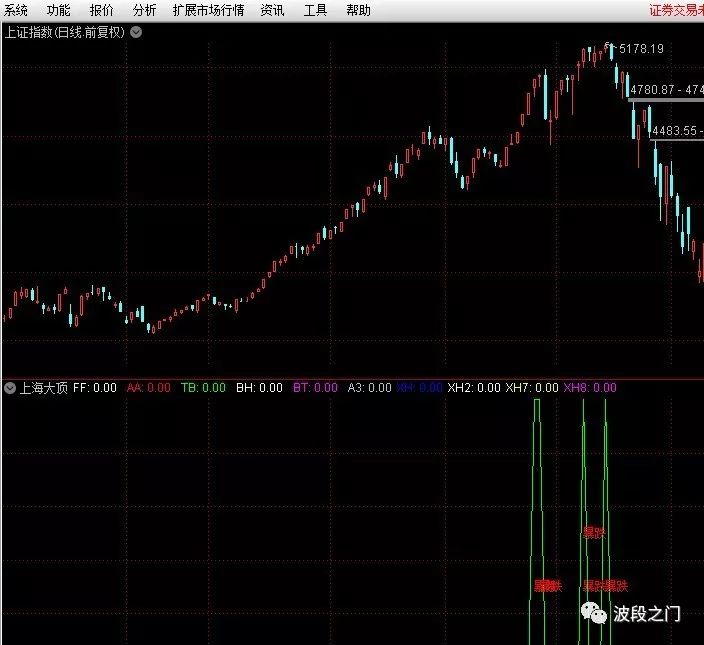 系统 功能 报价 分析 扩展市场行情 资讯 工具 帮助 证券交易未
上证指数(日线.前复权)
5178.19
4780.87 - 474
4483.55 -
上海大顶 FF: 0.00 AA: 0.00 TB: 0.00 BH: 0.00 BT: 0.00 A3: 0.00 XH: 0.00 XH2: 0.00 XH7: 0.00 XH8: 0.00
暴跌
暴跌 暴跌暴跌
波段之门